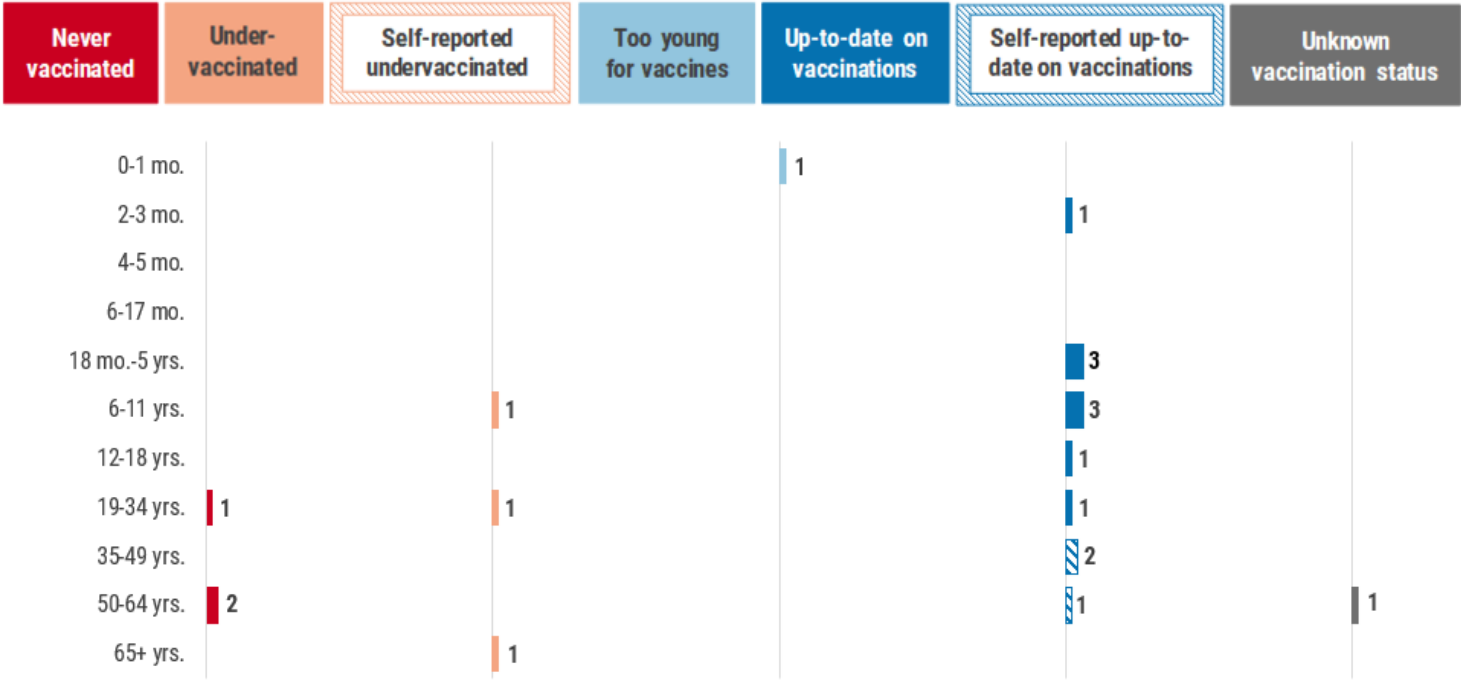 Never
vaccinated
Under-
vaccinated
Self-reported
undervaccinated
Too young
for vaccines
Up-to-date on
vaccinations
Self-reported up-to-
date on vaccinations
Unknown
vaccination status
0-1 mo. 1
2-3 mo. 1
4-5 mo.
6-17 mo.
18 mo.-5 yrs. 3
6-11 yrs. 1 3
12-18 yrs. 1
19-34 yrs. 1 1 1
35-49 yrs. 2
50-64 yrs. 2 1 1
65+ yrs. 1